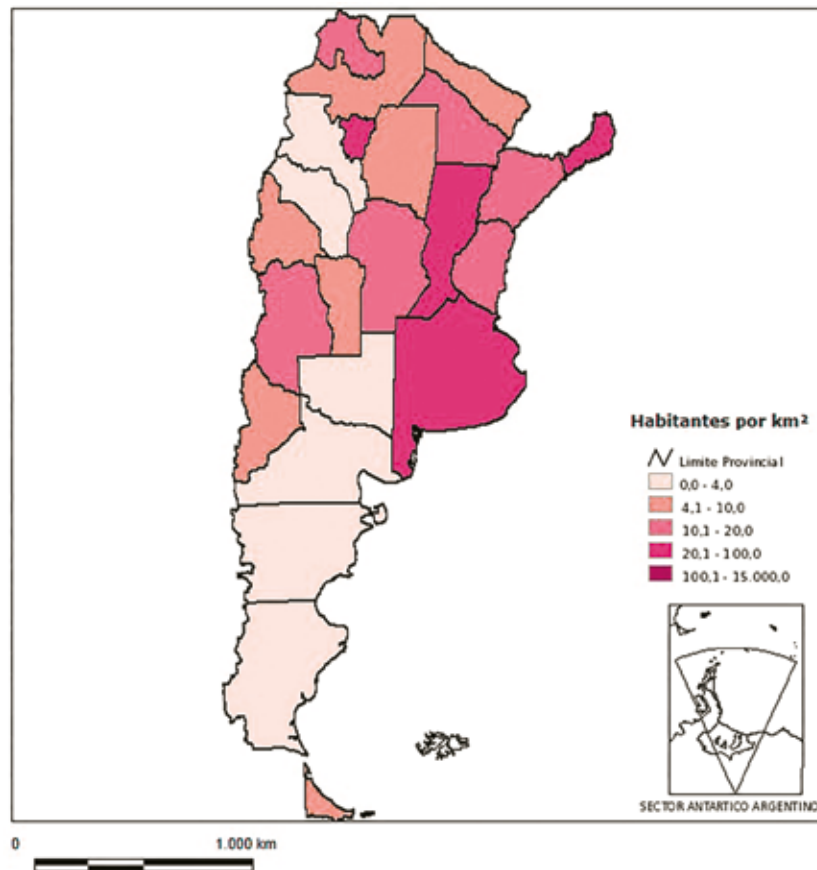 Habitantes por km²
Limite Provincial
0,0 - 4,0
4,1 - 10,0
10,1 - 20,0
20,1 - 100,0
100,1 - 15.000,0
SECTOR ANTARTICO ARGENTINO
0 1.000 km